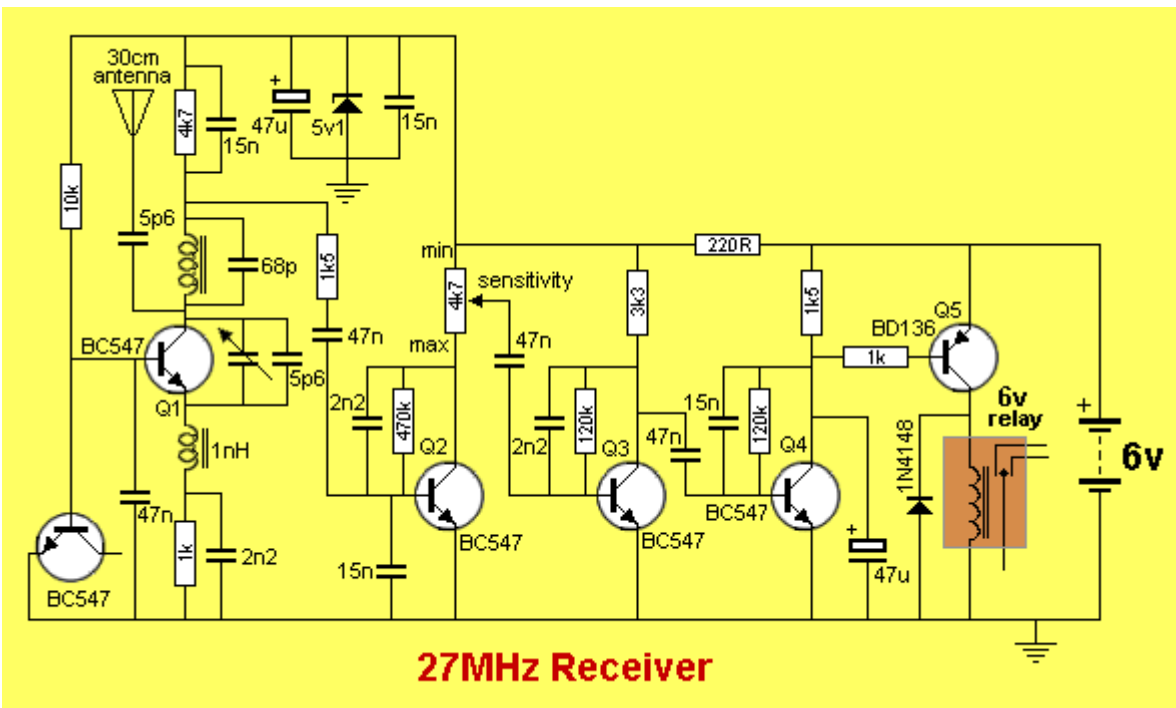 30cm
antenna
4k7
15n
+
47u
5v1
15n
10k
5p6
68p
1k5
min
sensitivity
4k7
max
220R
3k3
1k5
Q5
BD136
1k
BC547
Q1
5p6
47n
47n
2n2
470k
Q2
2n2
120k
Q3
47n
15n
120k
Q4
6v
relay
1N4148
+
6v
1nH
47n
1k
2n2
15n
BC547
BC547
BC547
BC547
+
47u
27MHz Receiver